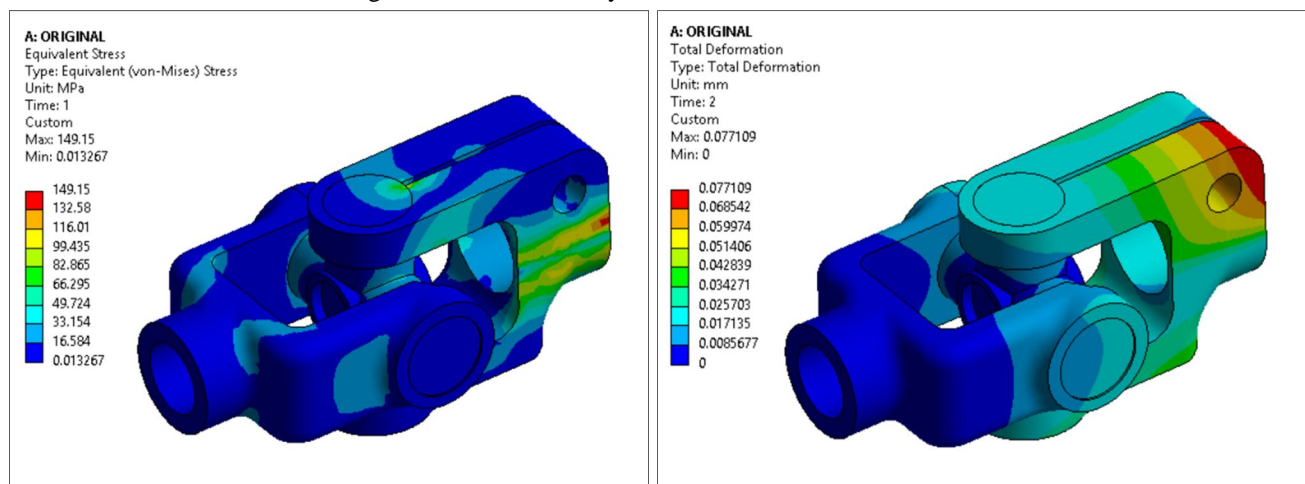 A: ORIGINAL
Equivalent Stress
Type: Equivalent (von-Mises) Stress
Unit: MPa
Time: 1
Custom
Max: 149.15
Min: 0.013267
149.15
132.58
116.01
99.435
82.865
66.295
49.724
33.154
16.584
0.013267
A: ORIGINAL
Total Deformation
Type: Total Deformation
Unit: mm
Time: 2
Custom
Max: 0.077109
Min: 0
0.077109
0.068542
0.059974
0.051406
0.042839
0.034271
0.025703
0.017135
0.0085677
0